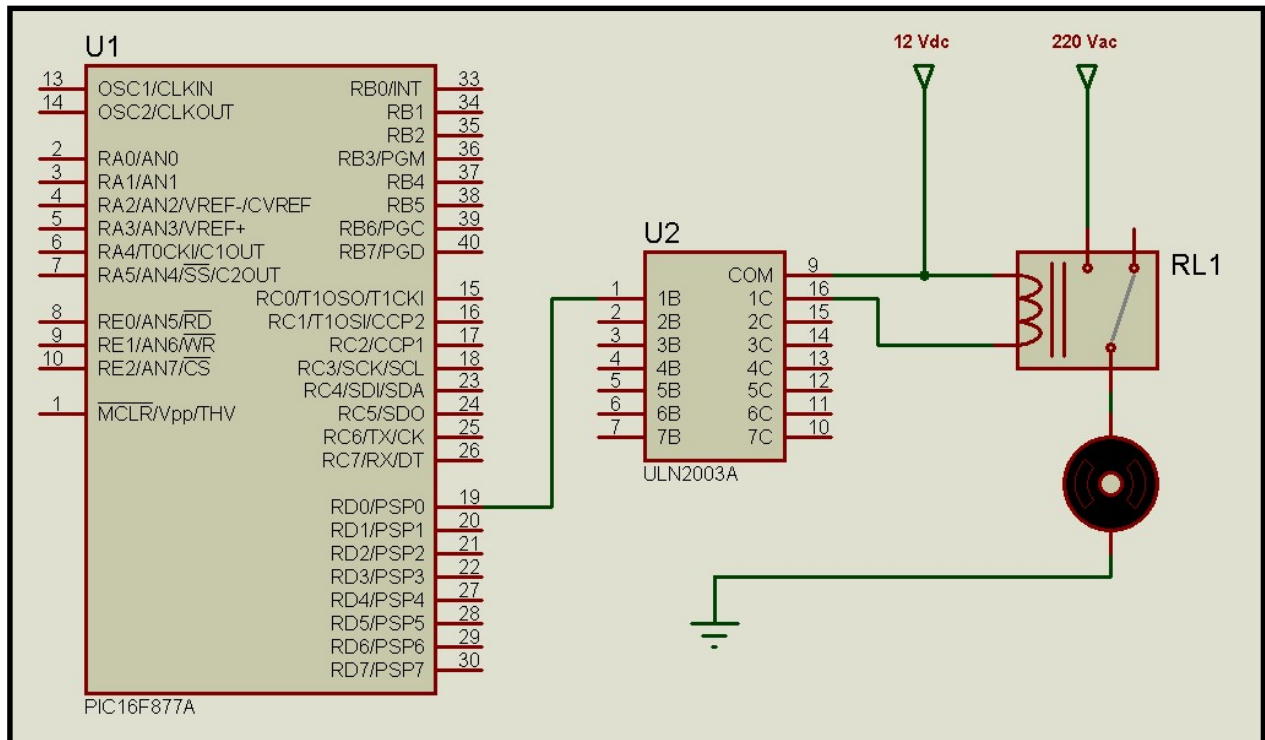 12 Vdc
220 Vac
U1
13 OSC1/CLKIN
14 OSC2/CLKOUT
2 RA0/AN0
3 RA1/AN1
4 RA2/AN2/VREF-/CVREF
5 RA3/AN3/VREF+
6 RA4/T0CKI/C1OUT
7 RA5/AN4/SS/C2OUT
8 RE0/AN5/RD
9 RE1/AN6/WR
10 RE2/AN7/CS
1 MCLR/Vpp/THV
RB0/INT 33
RB1 34
RB2 35
RB3/PGM 36
RB4 37
RB5 38
RB6/PGC 39
RB7/PGD 40
RC0/T1OSO/T1CKI 15
RC1/T1OSI/CCP2 16
RC2/CCP1 17
RC3/SCK/SCL 18
RC4/SDI/SDA 23
RC5/SDO 24
RC6/TX/CK 25
RC7/RX/DT 26
RD0/PSP0 19
RD1/PSP1 20
RD2/PSP2 21
RD3/PSP3 22
RD4/PSP4 27
RD5/PSP5 28
RD6/PSP6 29
RD7/PSP7 30
PIC16F877A
U2
1 1B
2 2B
3 3B
4 4B
5 5B
6 6B
7 7B
COM 9
1C 16
2C 15
3C 14
4C 13
5C 12
6C 11
7C 10
ULN2003A
RL1